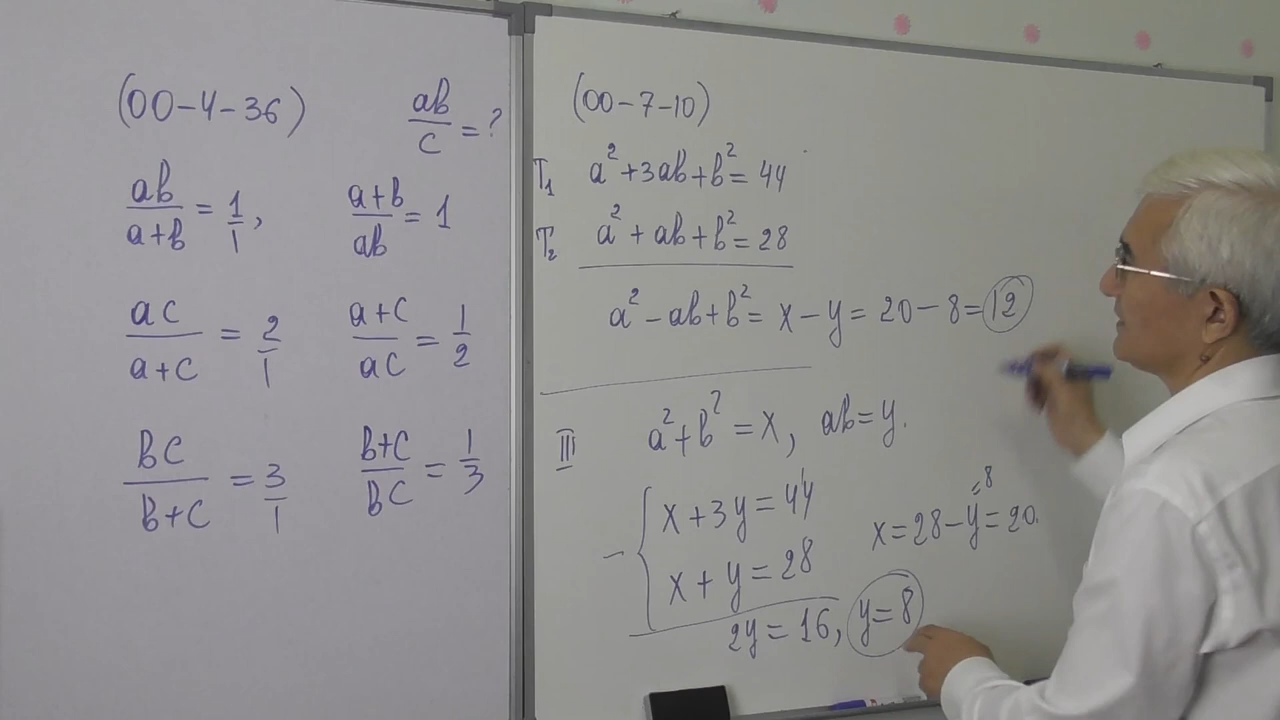 (00-4-36) ab/c = ?
ab/a+b = 1/1, a+b/ab = 1
ac/a+c = 2/1 a+c/ac = 1/2
bc/b+c = 3/1 b+c/bc = 1/3
(00-7-10)
T₁ a² + 3ab + b² = 44
T₂ a² + ab + b² = 28
a² - ab + b² = x - y = 20 - 8 = 12
III a² + b² = x, ab = y.
- { x + 3y = 44
x + y = 28
2y = 16, y = 8
= 8
x = 28 - y = 20.